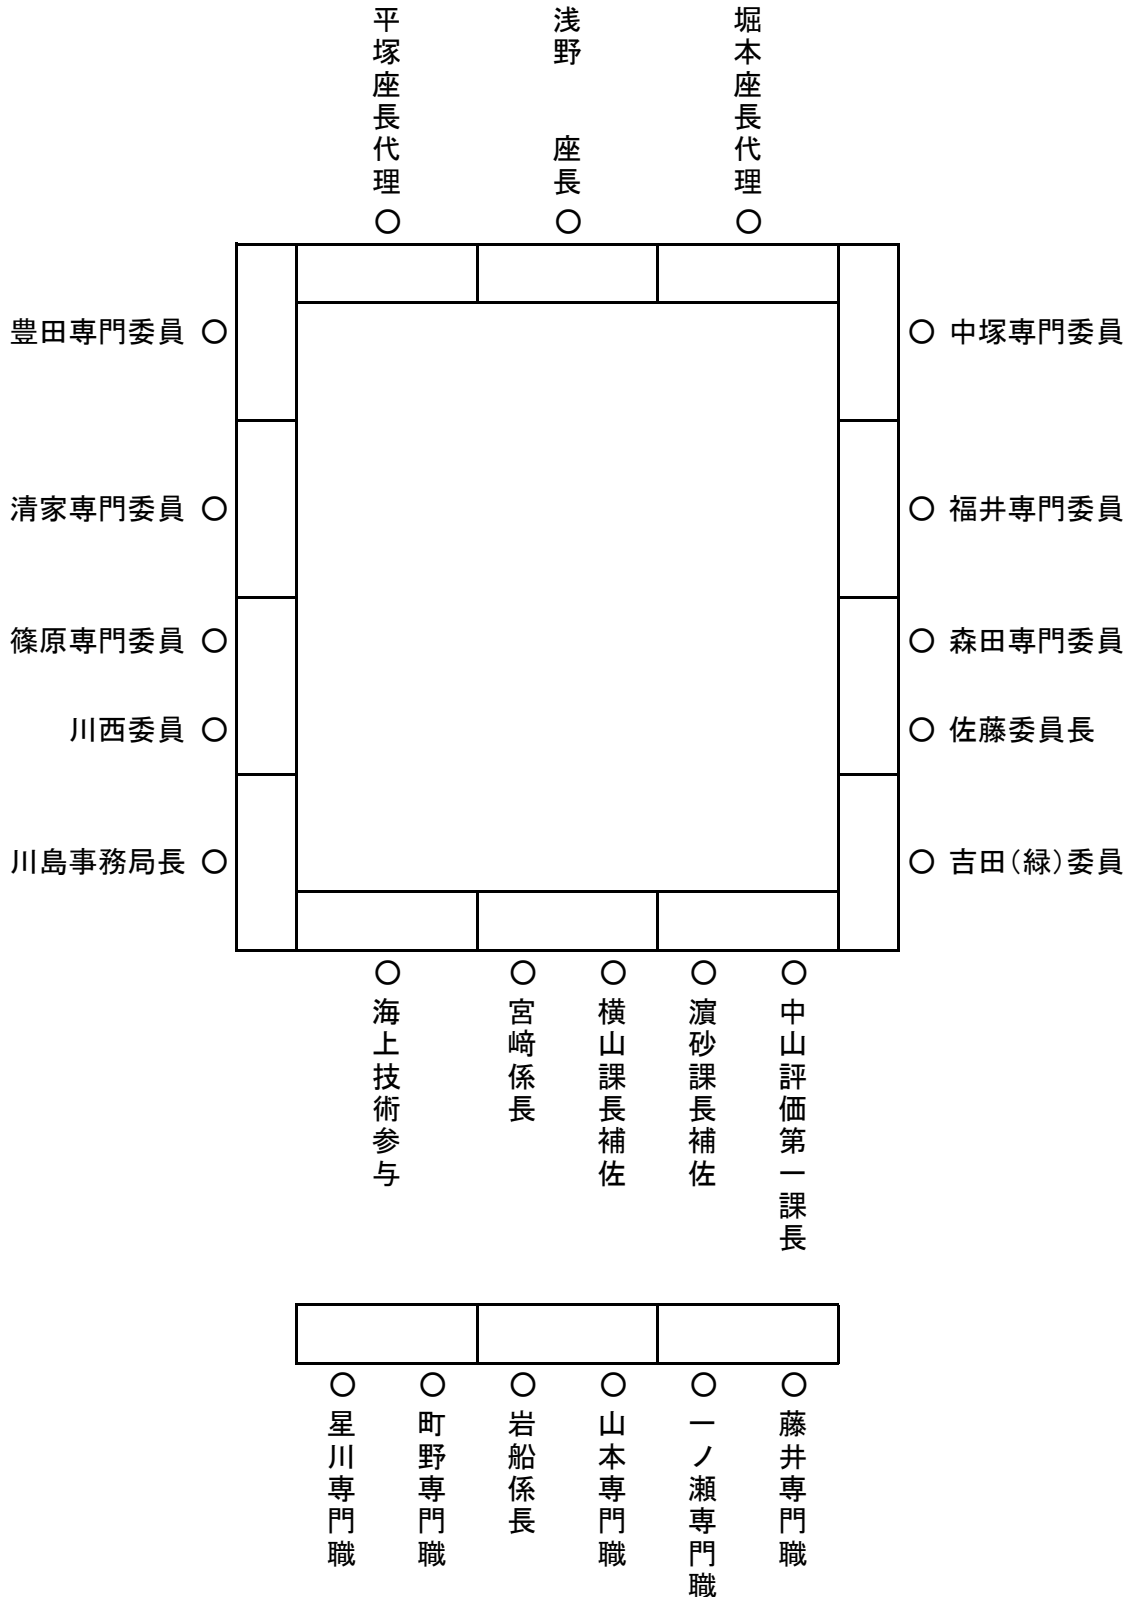 平塚座長代理
浅野　座長
堀本座長代理
豊田専門委員
中塚専門委員
清家専門委員
福井専門委員
篠原専門委員
森田専門委員
川西委員
佐藤委員長
川島事務局長
吉田(緑)委員
海上技術参与
宮﨑係長
横山課長補佐
濵砂課長補佐
中山評価第一課長
星川専門職
町野専門職
岩船係長
山本専門職
一ノ瀬専門職
藤井専門職